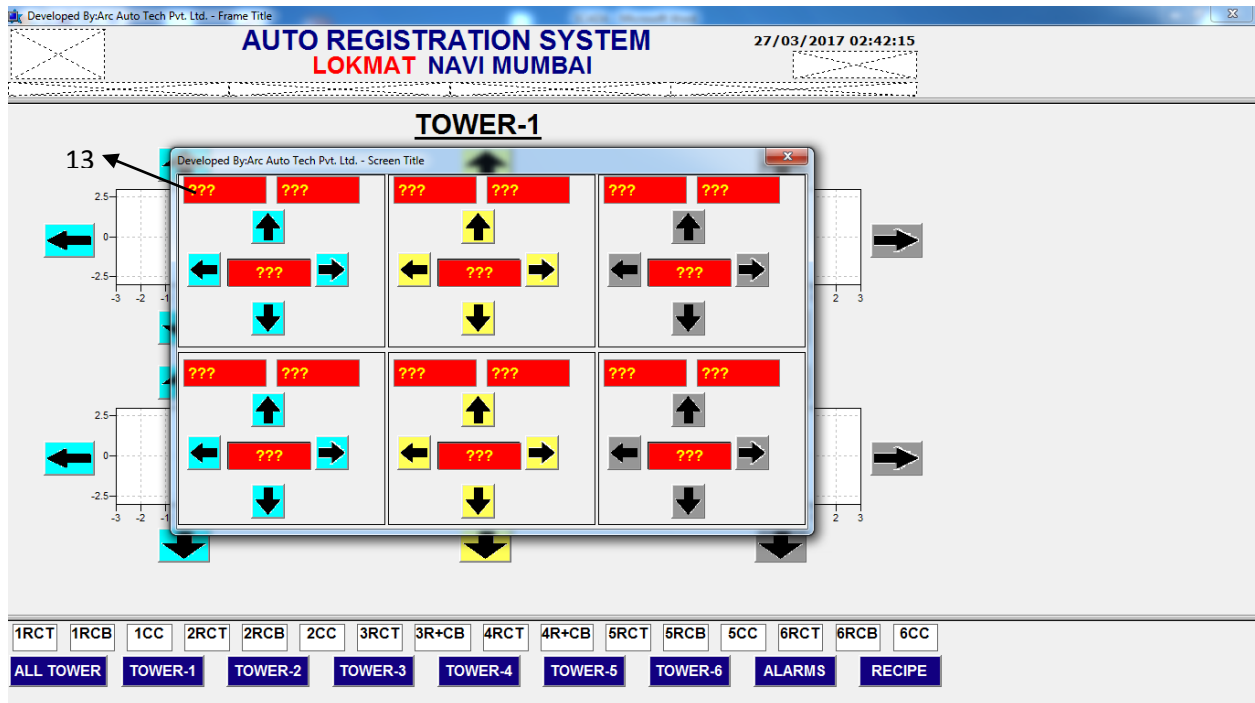 Developed By:Arc Auto Tech Pvt. Ltd. - Frame Title
AUTO REGISTRATION SYSTEM
27/03/2017 02:42:15
LOKMAT NAVI MUMBAI
TOWER-1
13
Developed By:Arc Auto Tech Pvt. Ltd. - Screen Title
??? ??? ??? ??? ??? ???
2.5
0
-2.5
-3 -2 -1
2 3
??? ??? ???
??? ??? ??? ??? ??? ???
2.5
0
-2.5
-3 -2 -1
2 3
??? ??? ???
1RCT 1RCB 1CC 2RCT 2RCB 2CC 3RCT 3R+CB 4RCT 4R+CB 5RCT 5RCB 5CC 6RCT 6RCB 6CC
ALL TOWER TOWER-1 TOWER-2 TOWER-3 TOWER-4 TOWER-5 TOWER-6 ALARMS RECIPE